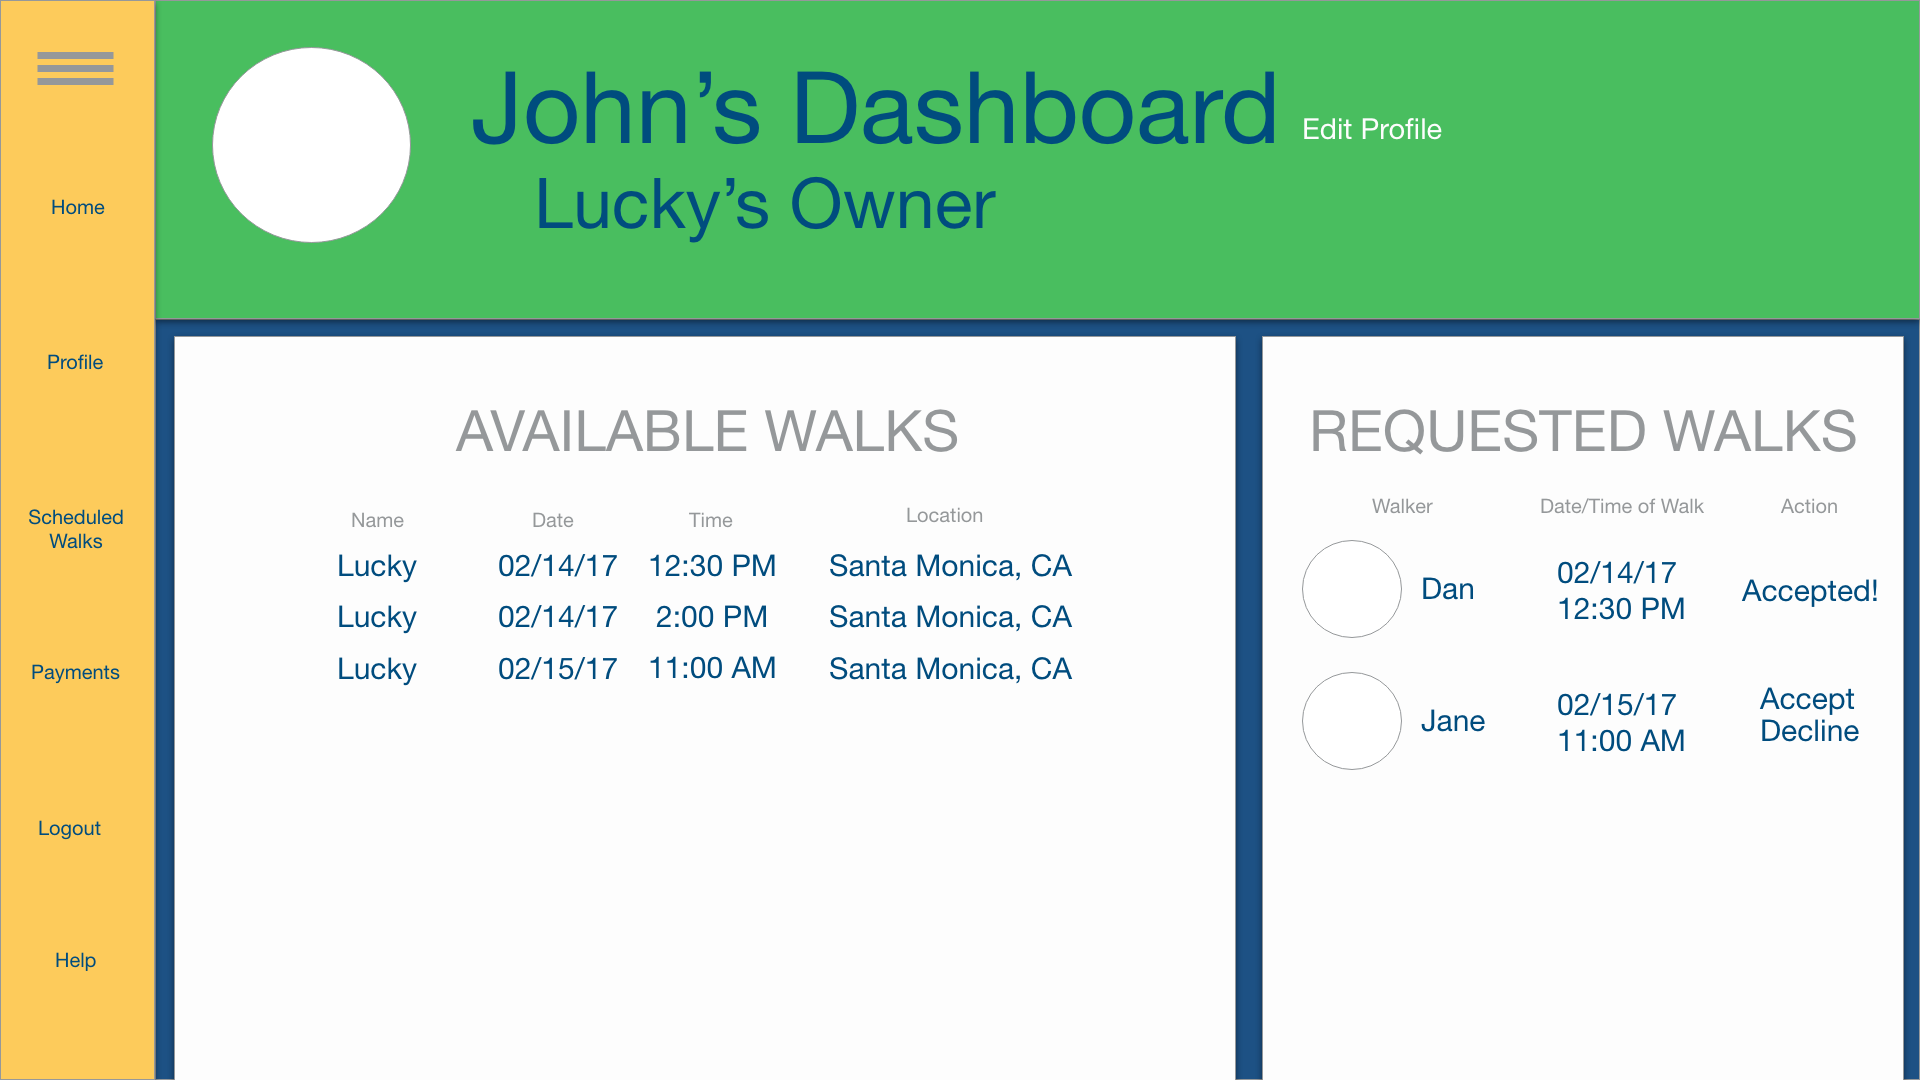 Home
Profile
Scheduled
Walks
Payments
Logout
Help
John’s Dashboard Edit Profile
Lucky’s Owner
AVAILABLE WALKS
Name Date Time Location
Lucky 02/14/17 12:30 PM Santa Monica, CA
Lucky 02/14/17 2:00 PM Santa Monica, CA
Lucky 02/15/17 11:00 AM Santa Monica, CA
REQUESTED WALKS
Walker Date/Time of Walk Action
Dan 02/14/17
12:30 PM Accepted!
Jane 02/15/17
11:00 AM Accept
Decline